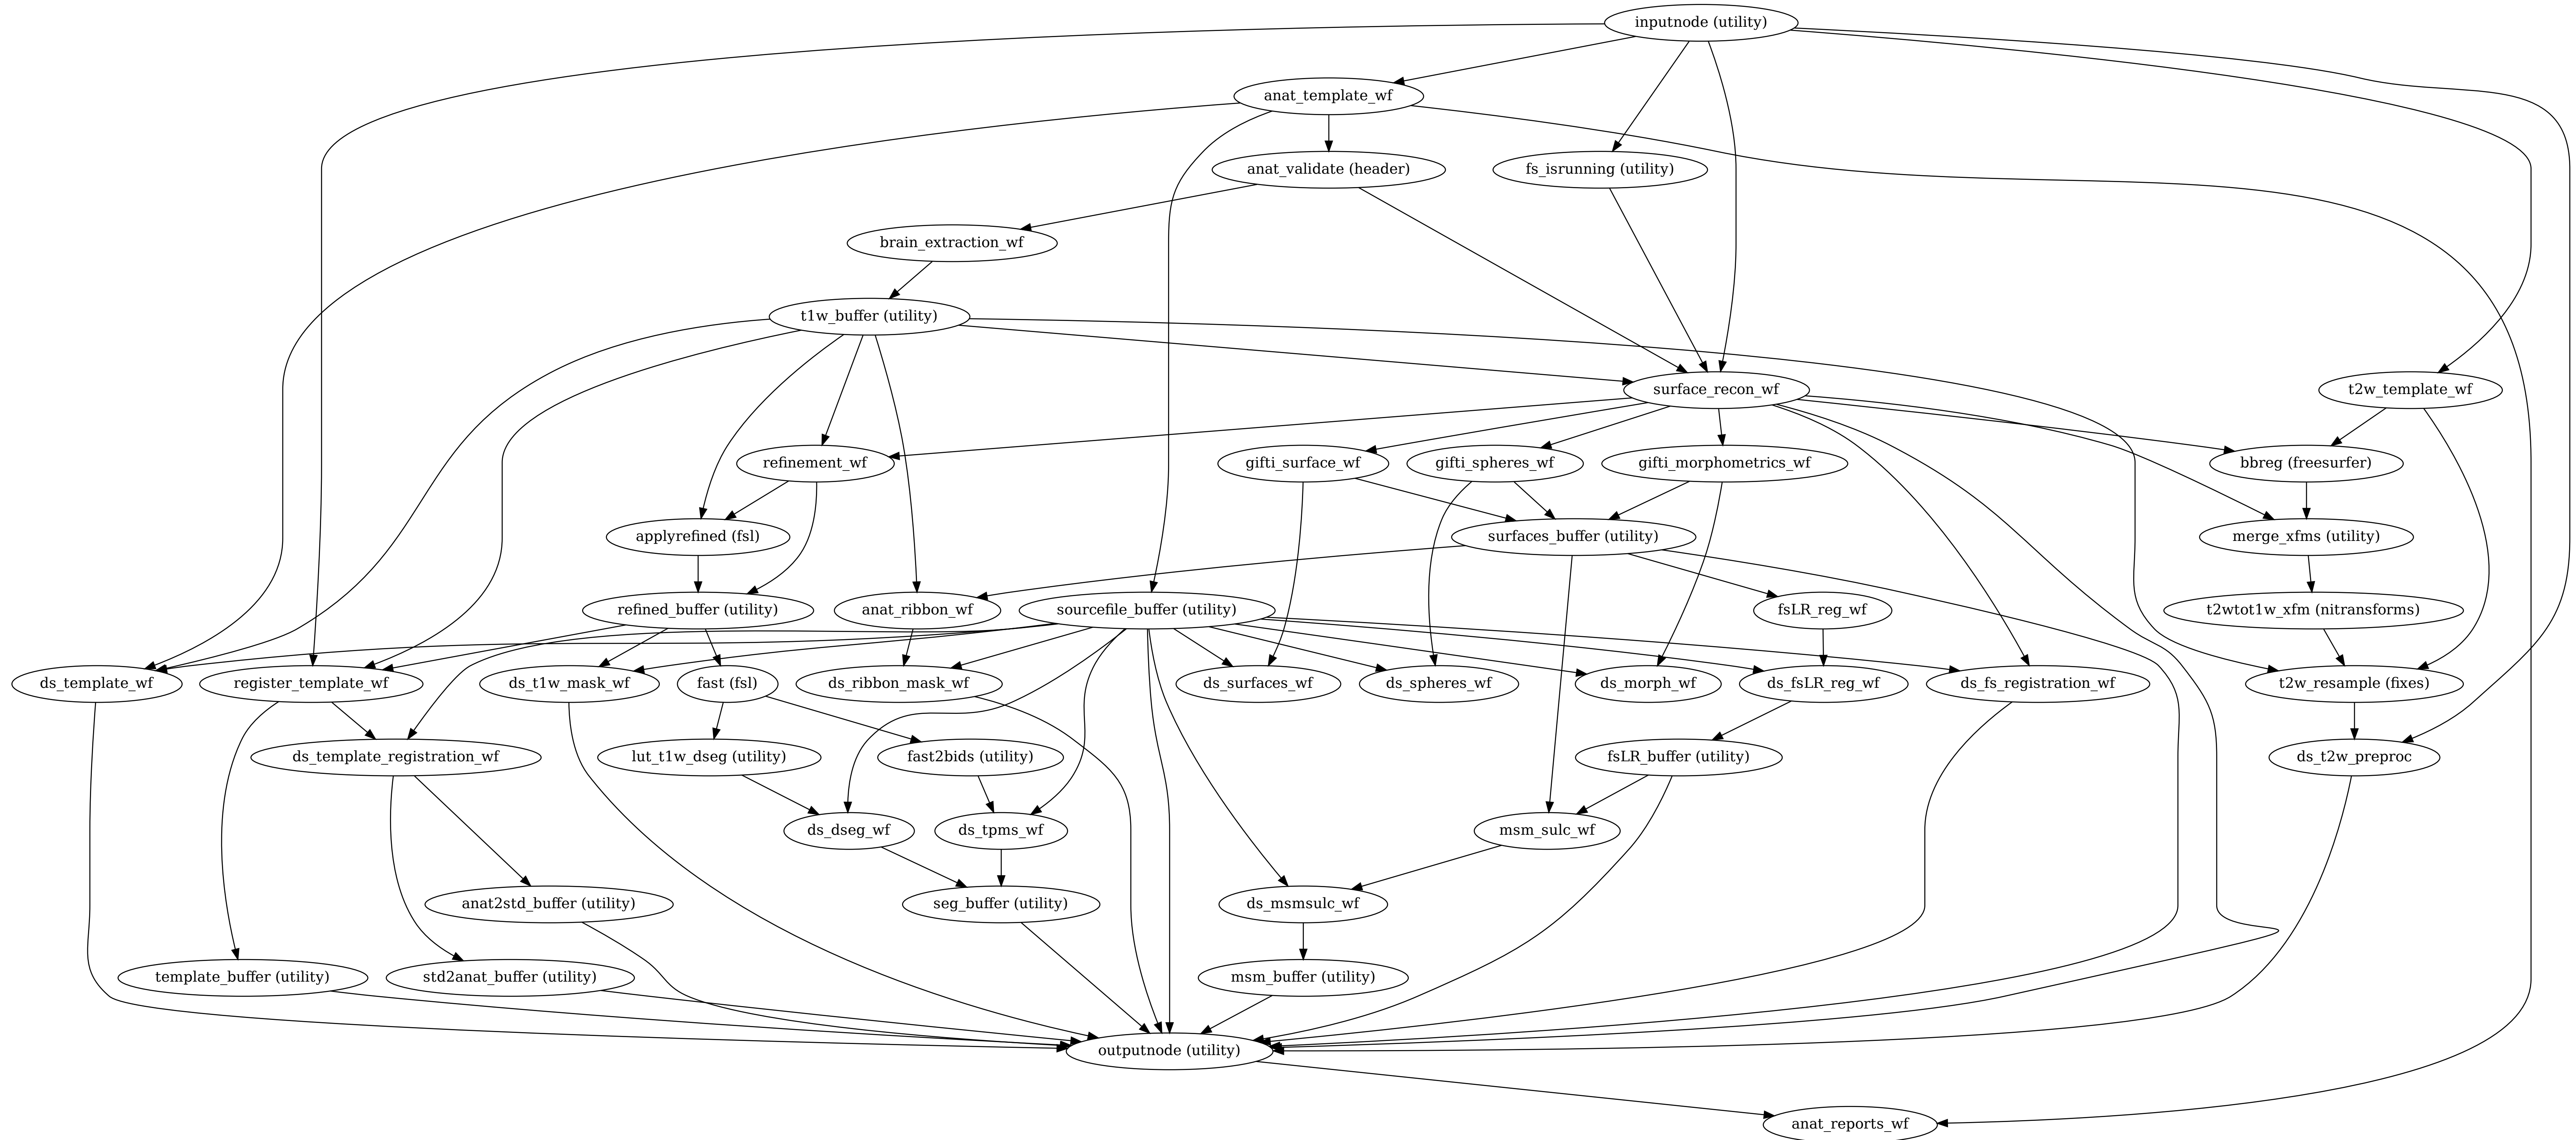 inputnode (utility)
anat_template_wf
anat_validate (header)
fs_isrunning (utility)
brain_extraction_wf
t1w_buffer (utility)
surface_recon_wf
t2w_template_wf
refinement_wf
gifti_surface_wf
gifti_spheres_wf
gifti_morphometrics_wf
bbreg (freesurfer)
applyrefined (fsl)
surfaces_buffer (utility)
merge_xfms (utility)
refined_buffer (utility)
anat_ribbon_wf
sourcefile_buffer (utility)
fsLR_reg_wf
t2wtot1w_xfm (nitransforms)
ds_template_wf
register_template_wf
ds_t1w_mask_wf
fast (fsl)
ds_ribbon_mask_wf
ds_surfaces_wf
ds_spheres_wf
ds_morph_wf
ds_fsLR_reg_wf
ds_fs_registration_wf
t2w_resample (fixes)
ds_template_registration_wf
lut_t1w_dseg (utility)
fast2bids (utility)
fsLR_buffer (utility)
ds_t2w_preproc
ds_dseg_wf
ds_tpms_wf
msm_sulc_wf
anat2std_buffer (utility)
seg_buffer (utility)
ds_msmsulc_wf
template_buffer (utility)
std2anat_buffer (utility)
msm_buffer (utility)
outputnode (utility)
anat_reports_wf